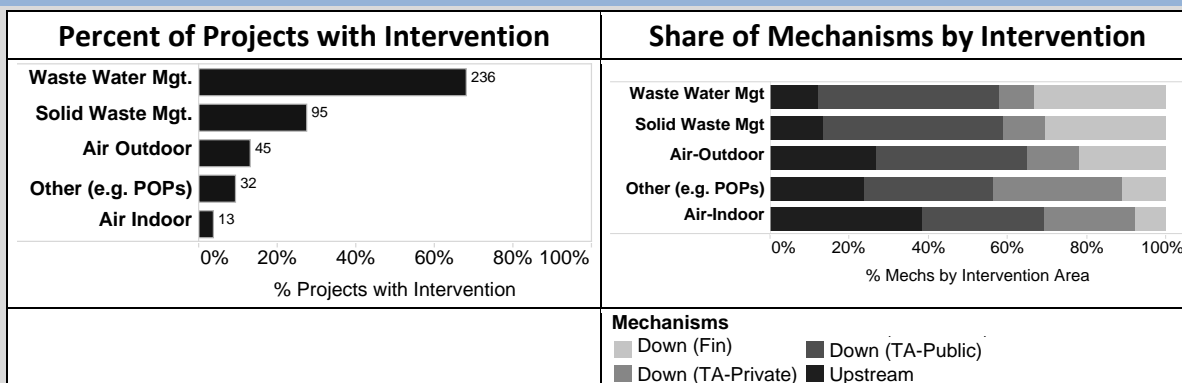 Percent of Projects with Intervention
Waste Water Mgt.
236
Solid Waste Mgt.
95
Air Outdoor
45
Other (e.g. POPs)
32
Air Indoor
13
0% 20% 40% 60% 80% 100%
% Projects with Intervention
Share of Mechanisms by Intervention
Waste Water Mgt
Solid Waste Mgt
Air-Outdoor
Other (e.g. POPs)
Air-Indoor
0% 20% 40% 60% 80% 100%
% Mechs by Intervention Area
Mechanisms
Down (Fin) Down (TA-Public)
Down (TA-Private) Upstream